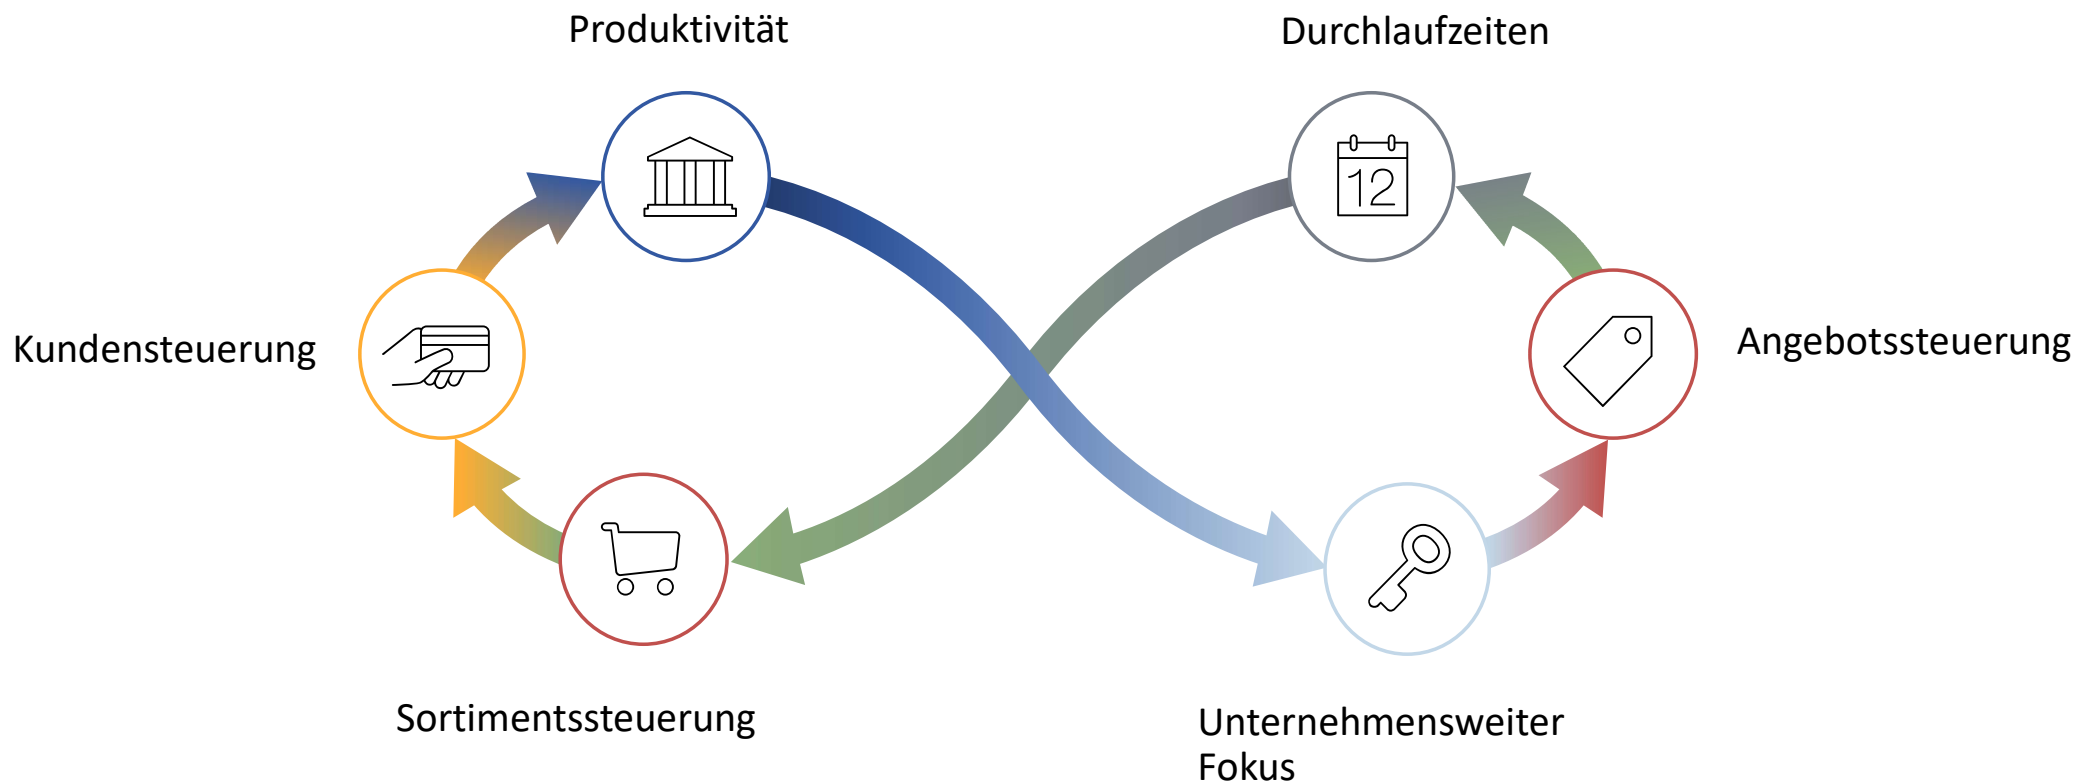 Produktivität
Durchlaufzeiten
12
Kundensteuerung
Angebotssteuerung
Sortimentssteuerung
Unternehmensweiter
Fokus